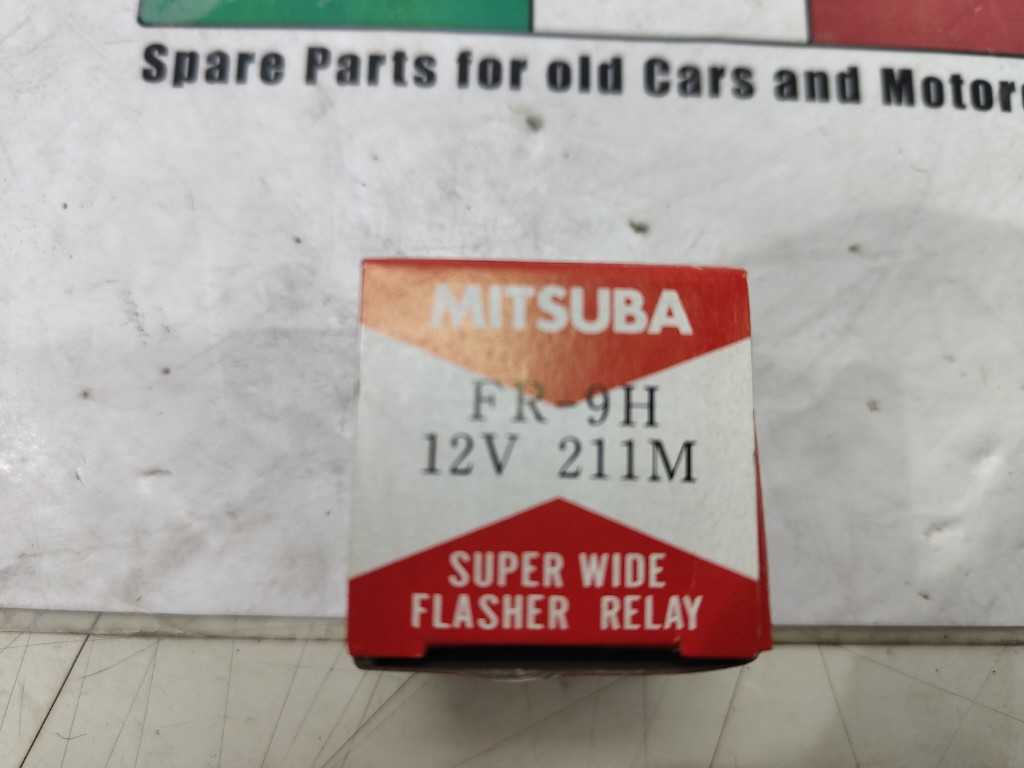 Spare Parts for old Cars and Motor
MITSUBA
FR-9H
12V 211M
SUPER WIDE
FLASHER RELAY